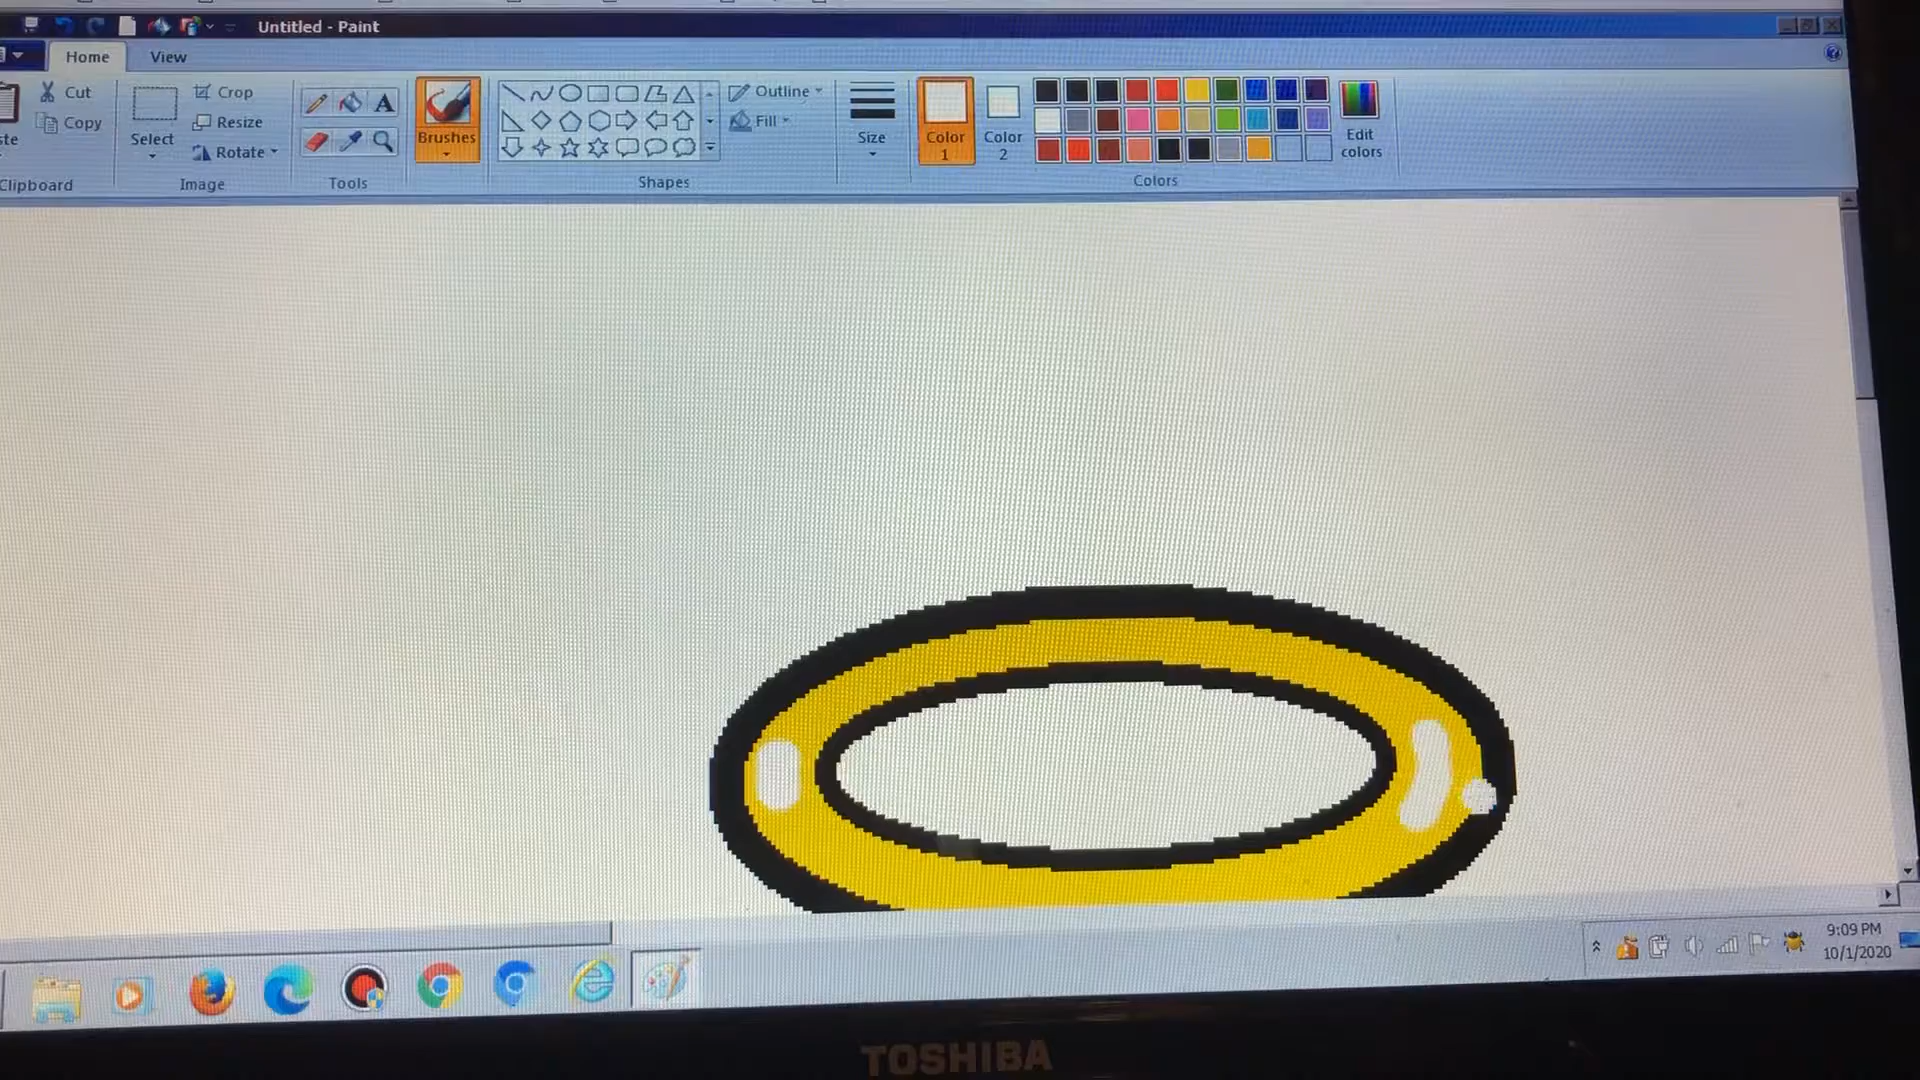 Untitled - Paint
Home View
Cut
Copy
Clipboard
Select
Crop
Resize
Rotate
Image
A
Tools
Brushes
Shapes
Outline
Fill
Size
Color 1
Color 2
Edit colors
Colors
9:09 PM
10/1/2020
TOSHIBA